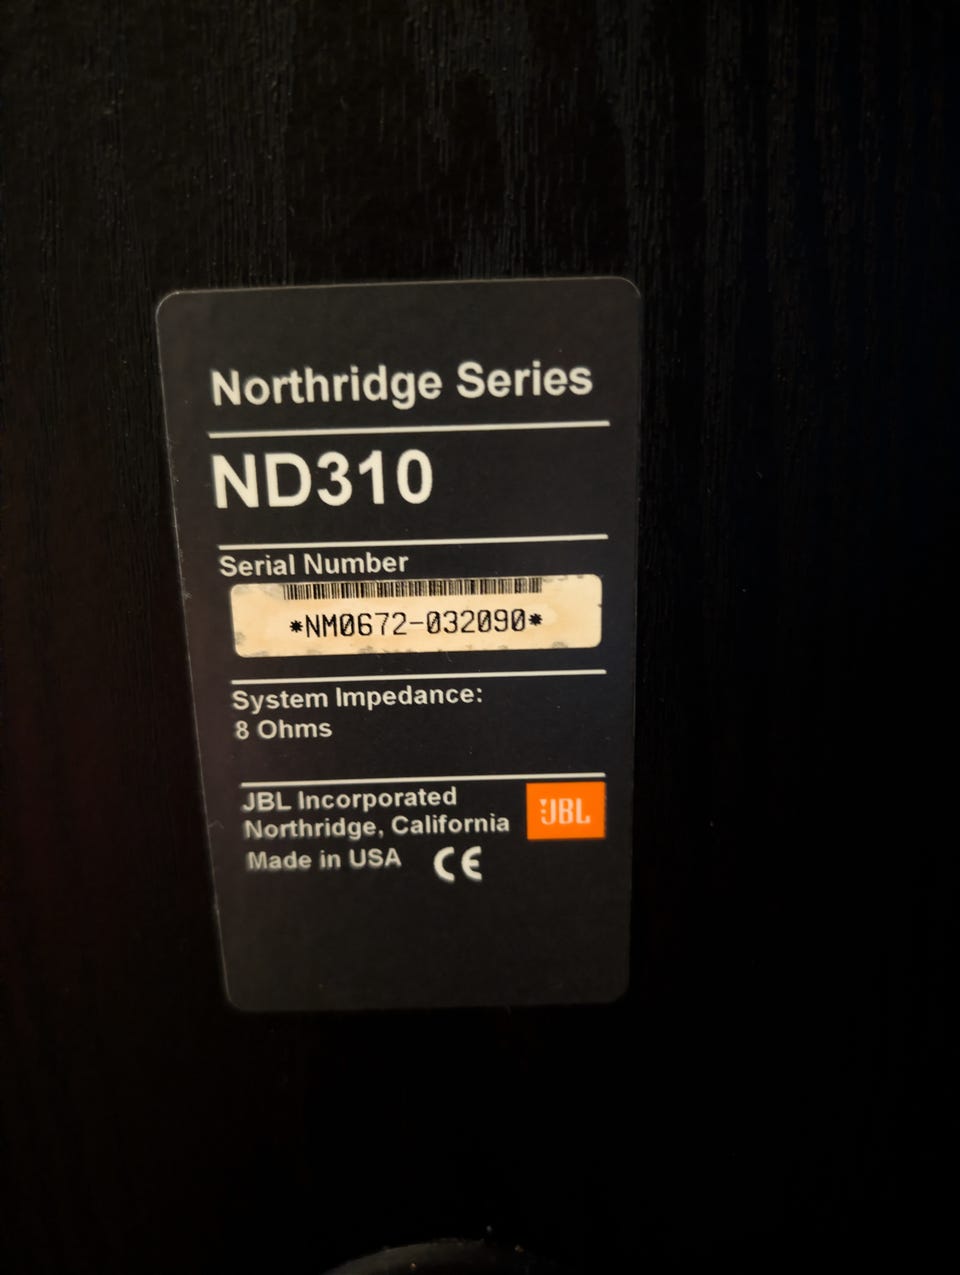 Northridge Series
ND310
Serial Number
*NM0672-032090*
System Impedance:
8 Ohms
JBL Incorporated
Northridge, California
JBL
Made in USA CE